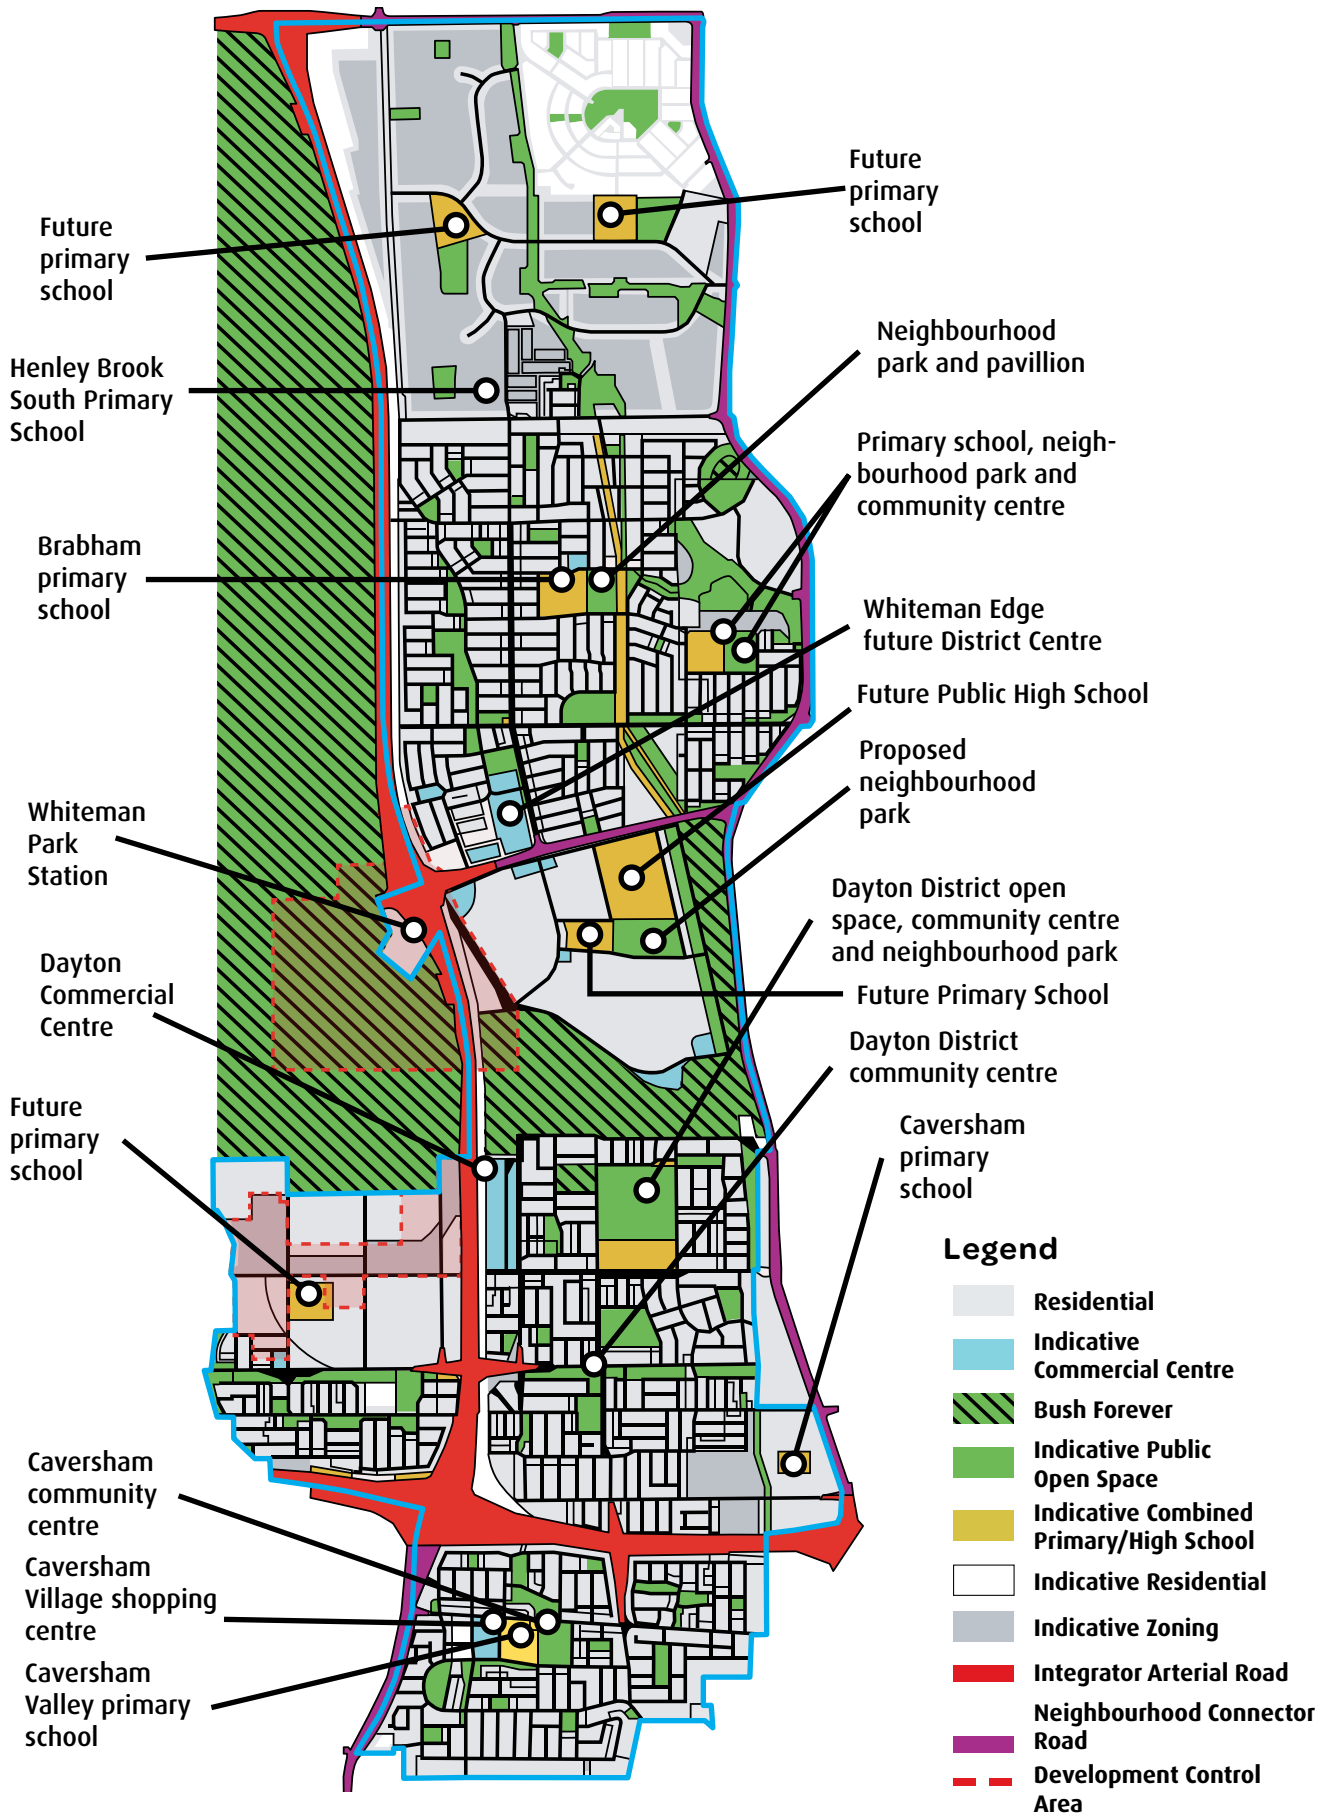 Future
primary
school
Future
primary
school
Neighbourhood
park and pavillion
Henley Brook
South Primary
School
Primary school, neigh-
bourhood park and
community centre
Brabham
primary
school
Whiteman Edge
future District Centre
Future Public High School
Proposed
neighbourhood
park
Whiteman
Park
Station
Dayton District open
space, community centre
and neighbourhood park
Dayton
Commercial
Centre
Future Primary School
Dayton District
community centre
Future
primary
school
Caversham
primary
school
Caversham
community
centre
Caversham
Village shopping
centre
Caversham
Valley primary
school
Legend
Residential
Indicative
Commercial Centre
Bush Forever
Indicative Public
Open Space
Indicative Combined
Primary/High School
Indicative Residential
Indicative Zoning
Integrator Arterial Road
Neighbourhood Connector
Road
Development Control
Area